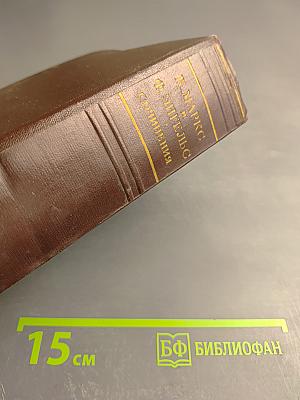 К. МАРКС
И
Ф. ЭНГЕЛЬС
СОЧИНЕНИЯ
15 см
БФ БИБЛИОФАН